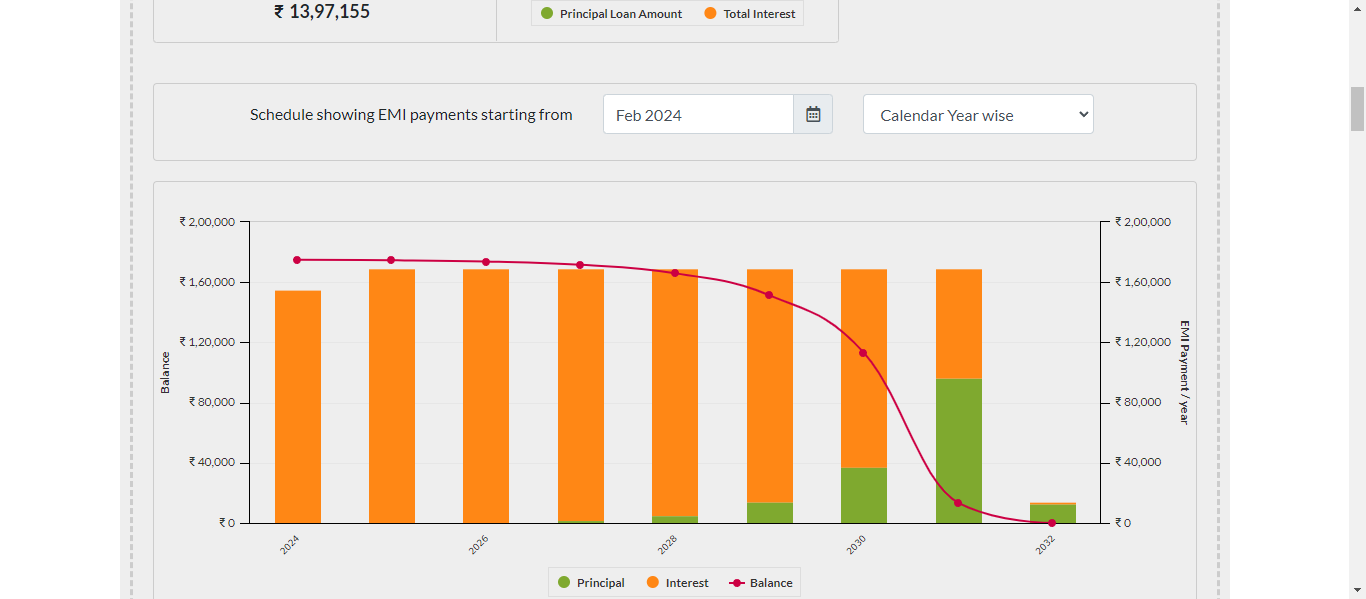 ₹ 13,97,155
Principal Loan Amount Total Interest
Schedule showing EMI payments starting from Feb 2024 Calendar Year wise
₹ 2,00,000 ₹ 2,00,000
₹ 1,60,000 ₹ 1,60,000
₹ 1,20,000 ₹ 1,20,000
Balance EMI Payment / year
₹ 80,000 ₹ 80,000
₹ 40,000 ₹ 40,000
₹ 0 ₹ 0
2024 2026 2028 2030 2032
Principal Interest Balance